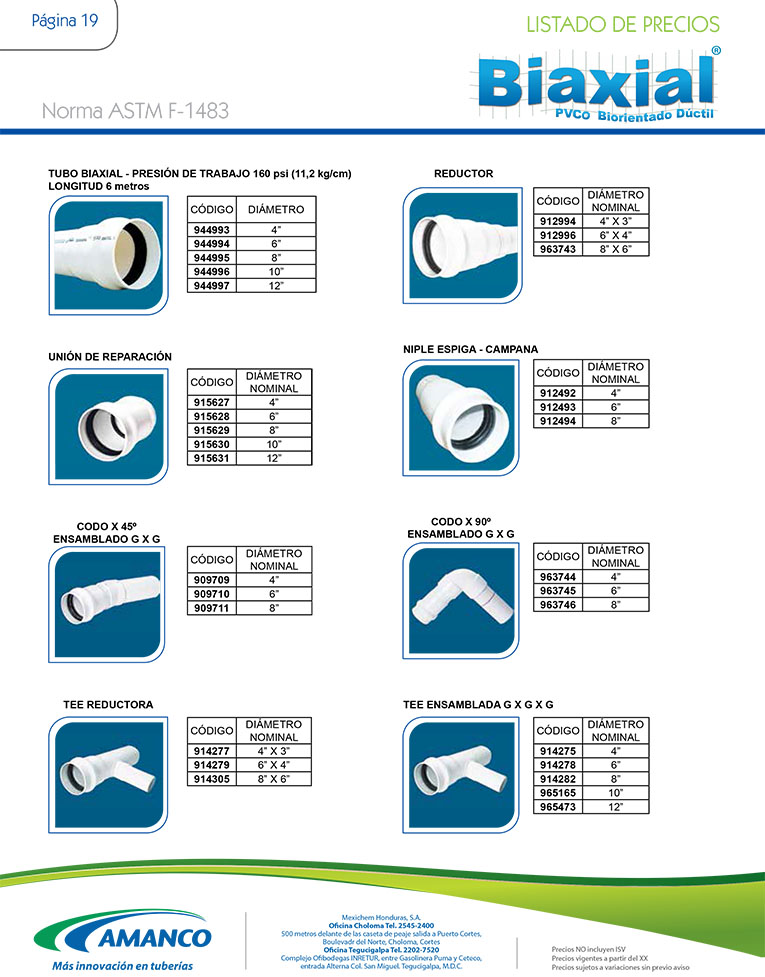 Página 19
LISTADO DE PRECIOS
Biaxial®
PVCO Biorientado Dúctil
Norma ASTM F-1483
TUBO BIAXIAL - PRESIÓN DE TRABAJO 160 psi (11,2 kg/cm)
LONGITUD 6 metros
CÓDIGO DIÁMETRO
944993 4”
944994 6”
944995 8”
944996 10”
944997 12”
REDUCTOR
CÓDIGO DIÁMETRO NOMINAL
912994 4” X 3”
912996 6” X 4”
963743 8” X 6”
UNIÓN DE REPARACIÓN
CÓDIGO DIÁMETRO NOMINAL
915627 4”
915628 6”
915629 8”
915630 10”
915631 12”
NIPLE ESPIGA - CAMPANA
CÓDIGO DIÁMETRO NOMINAL
912492 4”
912493 6”
912494 8”
CODO X 45º
ENSAMBLADO G X G
CÓDIGO DIÁMETRO NOMINAL
909709 4”
909710 6”
909711 8”
CODO X 90º
ENSAMBLADO G X G
CÓDIGO DIÁMETRO NOMINAL
963744 4”
963745 6”
963746 8”
TEE REDUCTORA
CÓDIGO DIÁMETRO NOMINAL
914277 4” X 3”
914279 6” X 4”
914305 8” X 6”
TEE ENSAMBLADA G X G X G
CÓDIGO DIÁMETRO NOMINAL
914275 4”
914278 6”
914282 8”
965165 10”
965473 12”
AMANCO
Más innovación en tuberías
Mexichem Honduras, S.A.
Oficina Choloma Tel. 2545-2400
500 metros delante de las caseta de peaje salida a Puerto Cortes,
Boulevadr del Norte, Choloma, Cortes
Oficina Tegucigalpa Tel. 2202-7520
Complejo Ofibodegas INRETUR, entre Gasolinera Puma y Ceteco,
entrada Alterna Col. San Miguel. Tegucigalpa, M.D.C.
Precios NO incluyen ISV
Precios vigentes a partir del XX
Precios sujetos a variaciones sin previo aviso